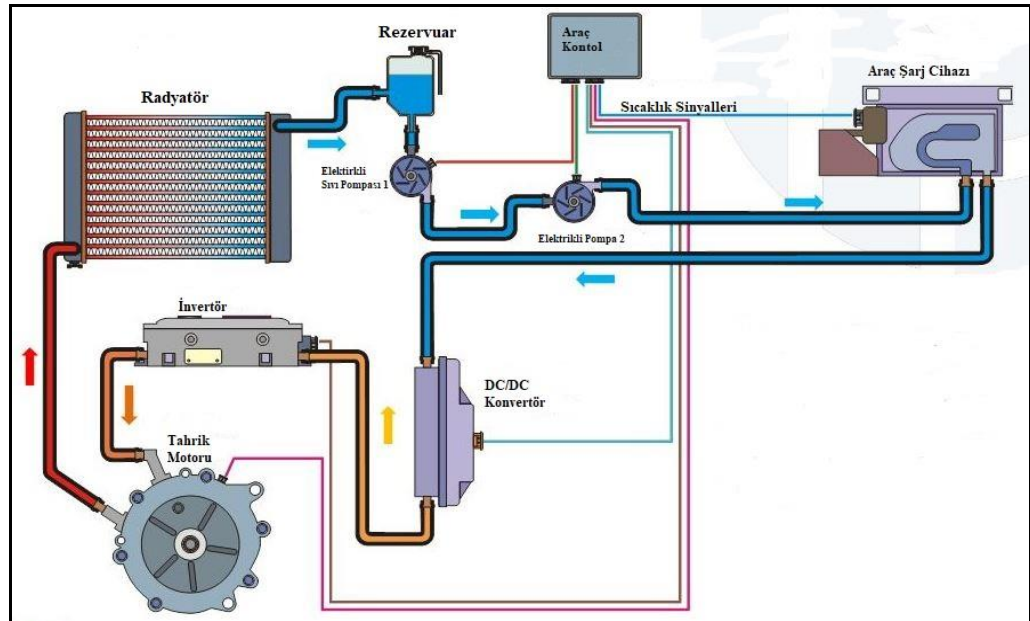 Rezervuar
Araç
Kontol
Araç Şarj Cihazı
Radyatör
Sıcaklık Sinyalleri
Elektirkli
Sıvı Pompası 1
Elektrikli Pompa 2
İnvertör
DC/DC
Konvertör
Tahrik
Motoru